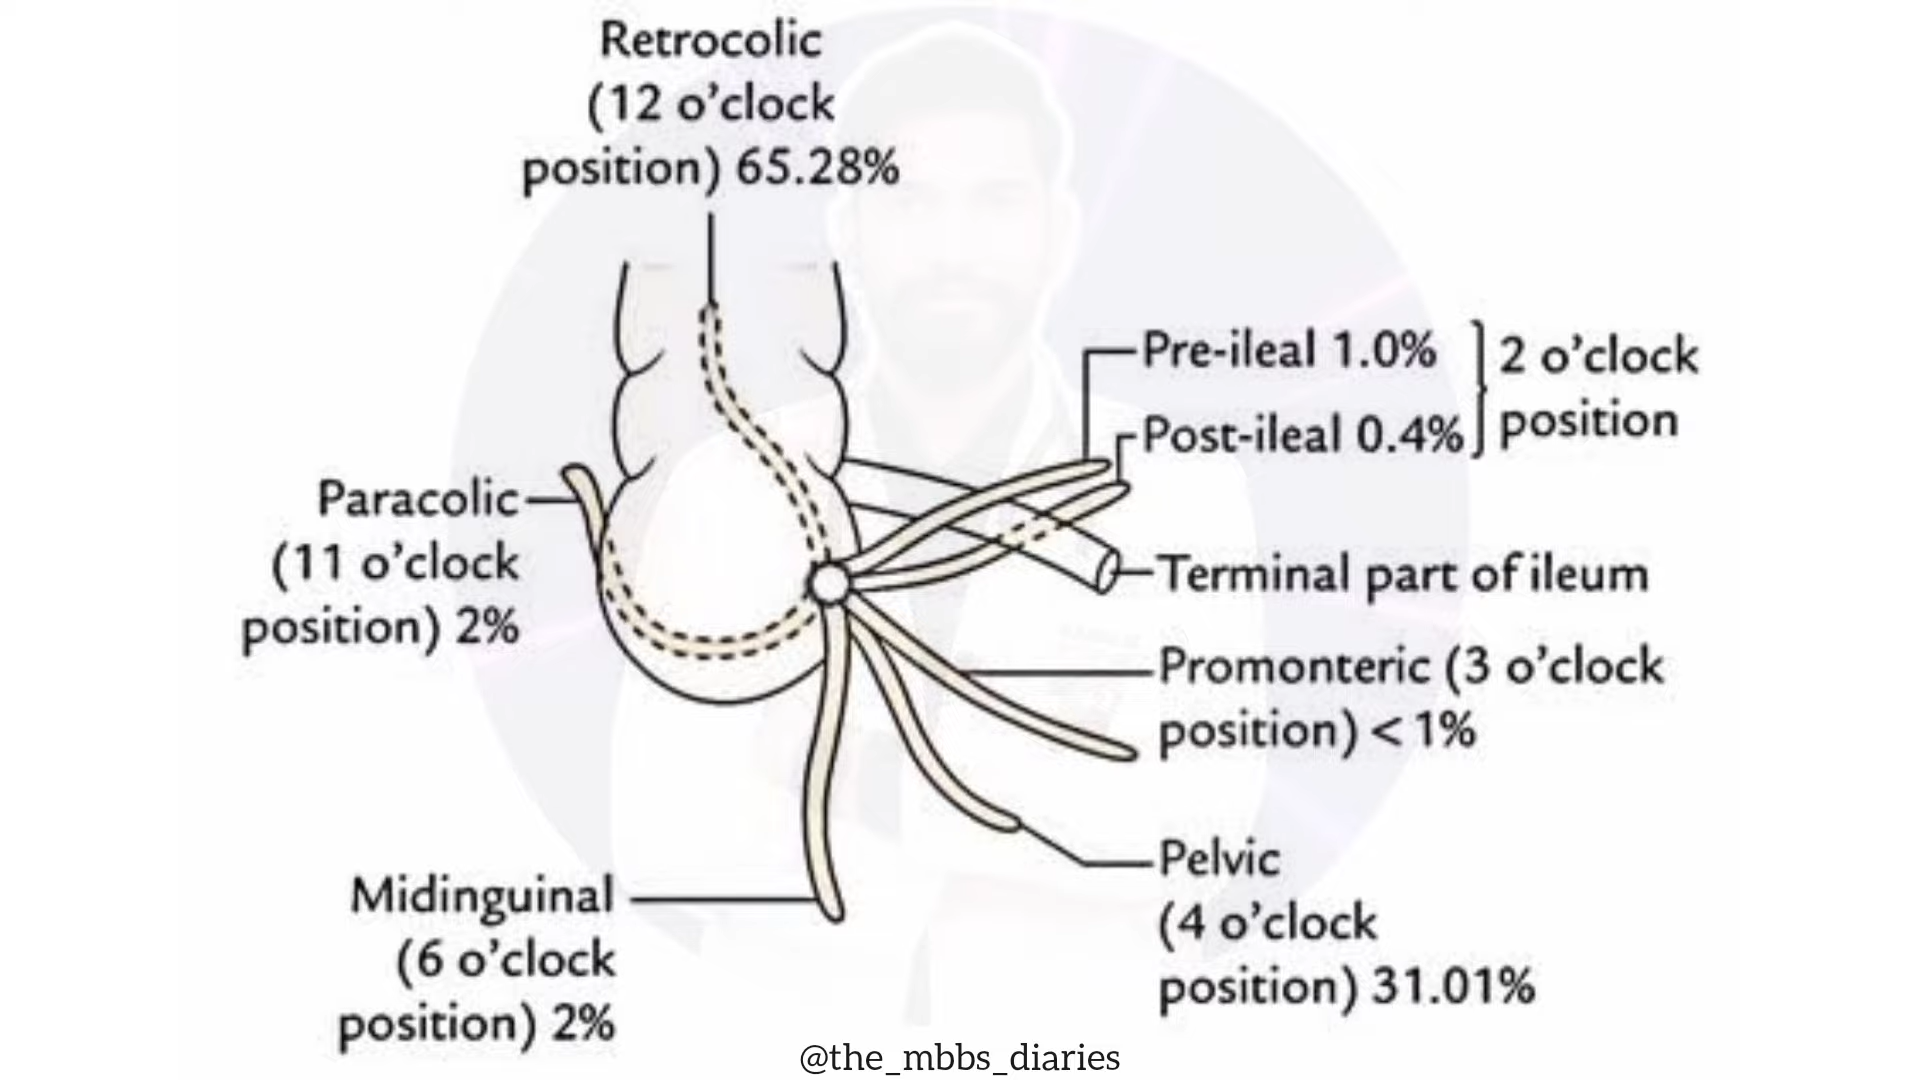 Retrocolic
(12 o’clock
position) 65.28%
Pre-ileal 1.0%
Post-ileal 0.4%
2 o’clock
position
Paracolic
(11 o’clock
position) 2%
Terminal part of ileum
Promonteric (3 o’clock
position) < 1%
Pelvic
(4 o’clock
position) 31.01%
Midinguinal
(6 o’clock
position) 2%
@the_mbbs_diaries